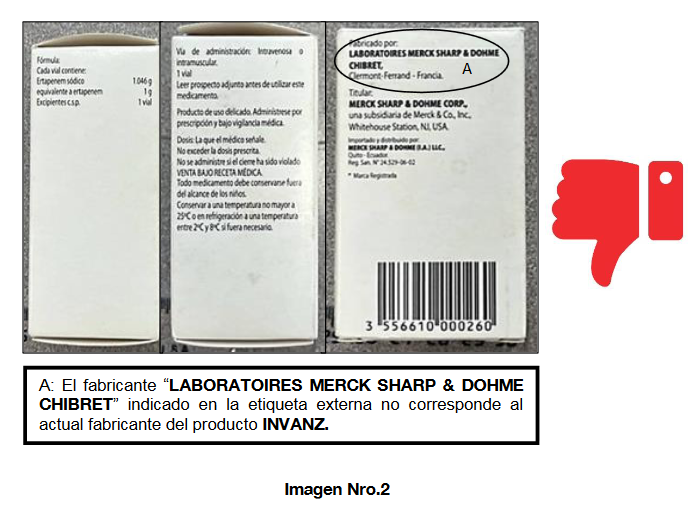 Fórmula:
Cada vial contiene:
Ertapenem sódico 1.046 g
equivalente a ertapenem 1 g
Excipientes c.s.p. 1 vial
Vía de administración: Intravenosa o
intramuscular.
1 vial
Leer prospecto adjunto antes de utilizar este
medicamento.
Producto de uso delicado. Adminístrese por
prescripción y bajo vigilancia médica.
Dosis: La que el médico señale.
No exceder la dosis prescrita.
No se administre si el cierre ha sido violado
VENTA BAJO RECETA MÉDICA.
Todo medicamento debe conservarse fuera
del alcance de los niños.
Conservar a una temperatura no mayor a
25ºC o en refrigeración a una temperatura
entre 2ºC y 8ºC si fuera necesario.
Fabricado por:
LABORATOIRES MERCK SHARP & DOHME
CHIBRET,
Clermont-Ferrand - Francia.
A
Titular:
MERCK SHARP & DOHME CORP.,
una subsidiaria de Merck & Co., Inc.,
Whitehouse Station, NJ, USA.
Importado y distribuido por:
MERCK SHARP & DOHME (I.A.) LLC.,
Quito - Ecuador.
Reg. San. N° 24.529-06-02
* Marca Registrada
3 556610 000260
A: El fabricante “LABORATOIRES MERCK SHARP & DOHME
CHIBRET” indicado en la etiqueta externa no corresponde al
actual fabricante del producto INVANZ.
Imagen Nro.2